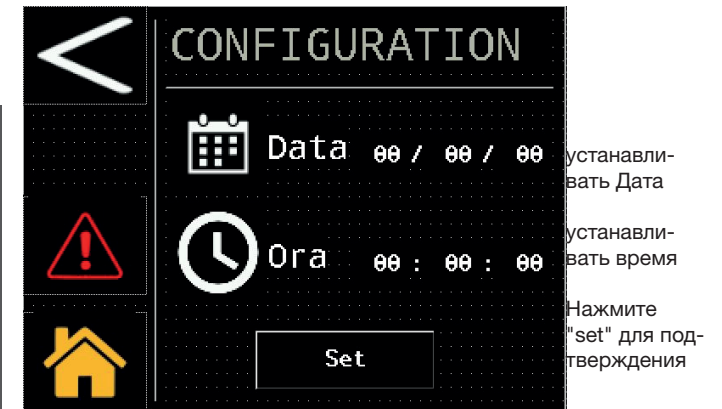 CONFIGURATION
Data 00 / 00 / 00
устанавли-
вать Дата
Ora 00 : 00 : 00
устанавли-
вать время
Set
Нажмите
"set" для под-
тверждения